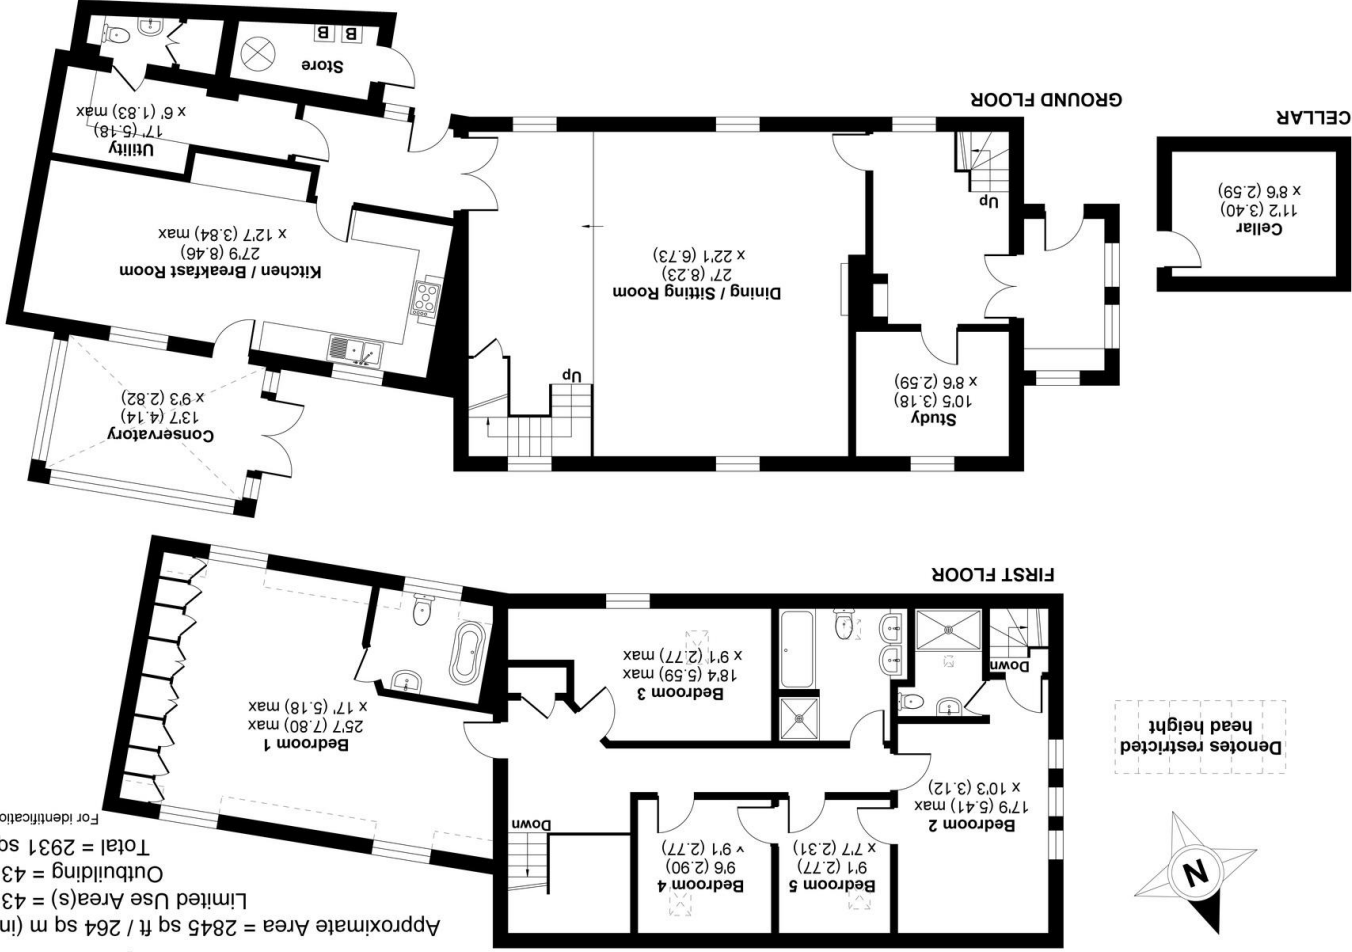 Approximate Area = 2845 sq ft / 264 sq m (in
Limited Use Area(s) = 43
Outbuilding = 43
Total = 2931 sq
For identificatio
N
Denotes restricted
head height
Bedroom 2
17'9 (5.41) max
x 10'3 (3.12)
Bedroom 5
9'1 (2.77)
x 7'7 (2.31)
Bedroom 4
9'6 (2.90)
x 9'1 (2.77)
Down
Bedroom 1
25'7 (7.80) max
x 17' (5.18) max
Bedroom 3
18'4 (5.59) max
x 9'1 (2.77) max
Down
FIRST FLOOR
Study
10'5 (3.18)
x 8'6 (2.59)
Up
Conservatory
13'7 (4.14)
x 9'3 (2.82)
Dining / Sitting Room
27' (8.23)
x 22'1 (6.73)
Kitchen / Breakfast Room
27'9 (8.46)
x 12'7 (3.84) max
Cellar
11'2 (3.40)
x 8'6 (2.59)
Up
Utility
17' (5.18)
x 6' (1.83) max
CELLAR
GROUND FLOOR
Store
B
B